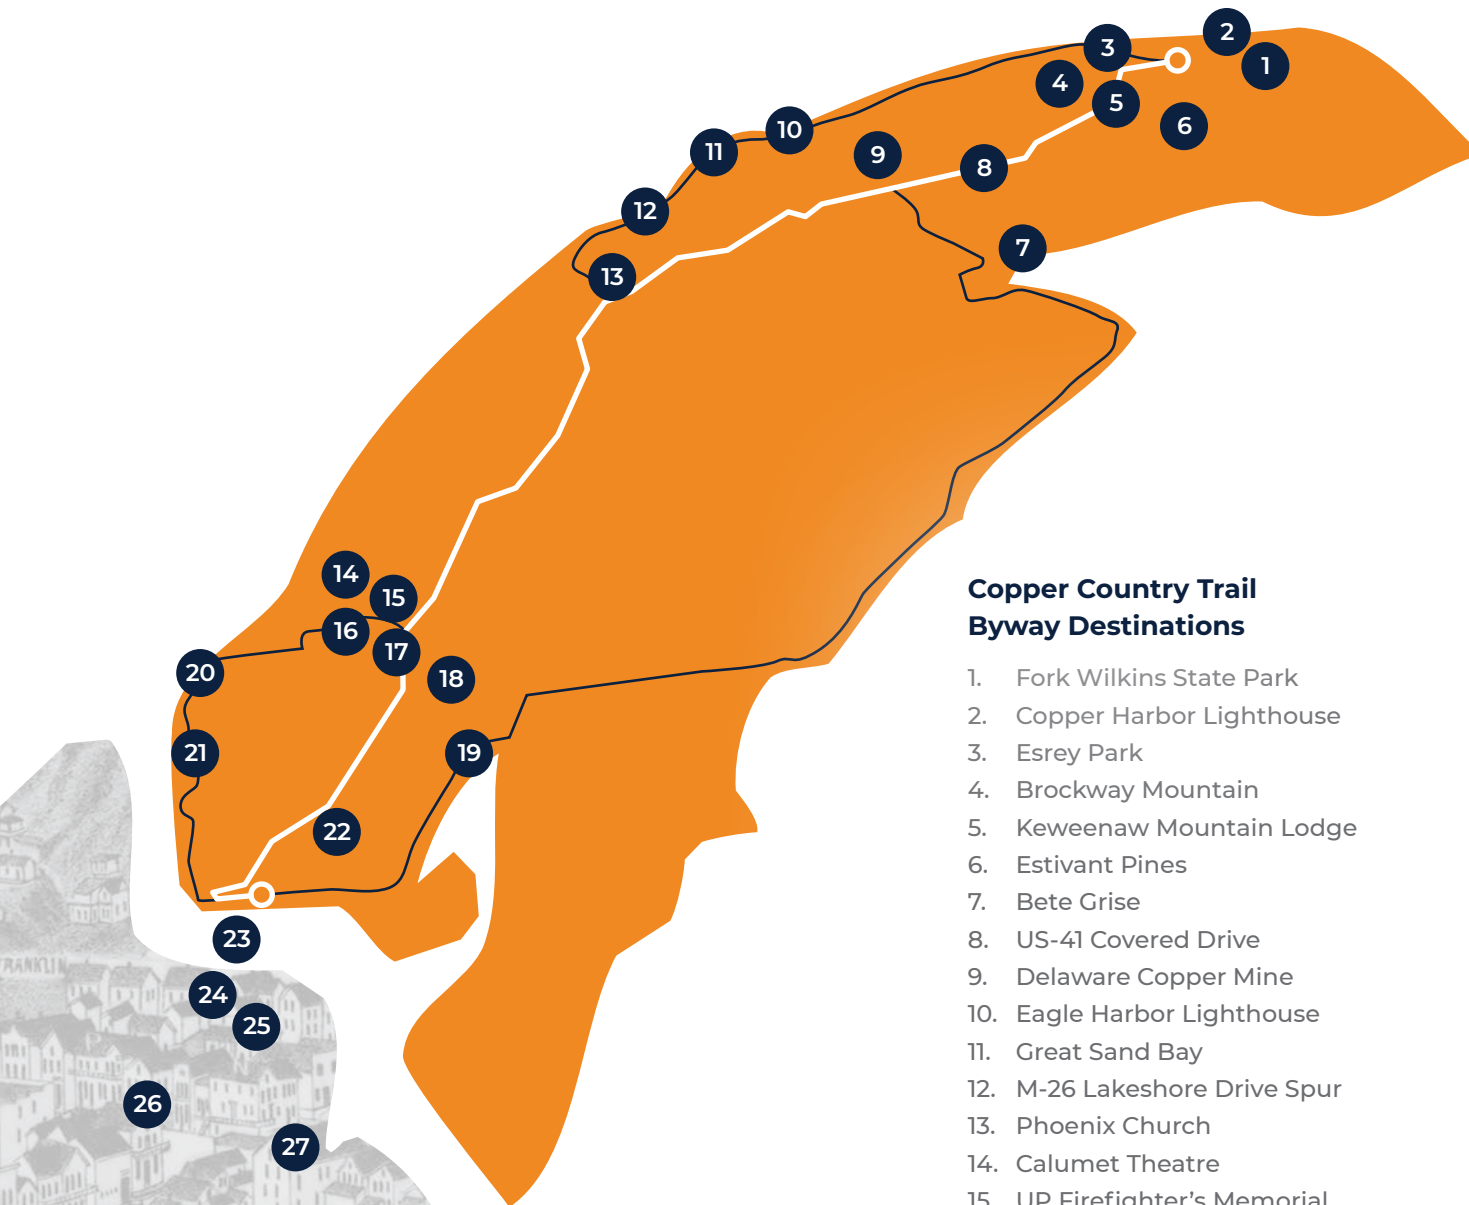 2
3
1
4
5
6
10
11
9
8
12
7
13
14
15
16
17
18
20
19
21
22
23
FRANKLIN
24
25
26
27
Copper Country Trail
Byway Destinations
1. Fork Wilkins State Park
2. Copper Harbor Lighthouse
3. Esrey Park
4. Brockway Mountain
5. Keweenaw Mountain Lodge
6. Estivant Pines
7. Bete Grise
8. US-41 Covered Drive
9. Delaware Copper Mine
10. Eagle Harbor Lighthouse
11. Great Sand Bay
12. M-26 Lakeshore Drive Spur
13. Phoenix Church
14. Calumet Theatre
15. UP Firefighter's Memorial